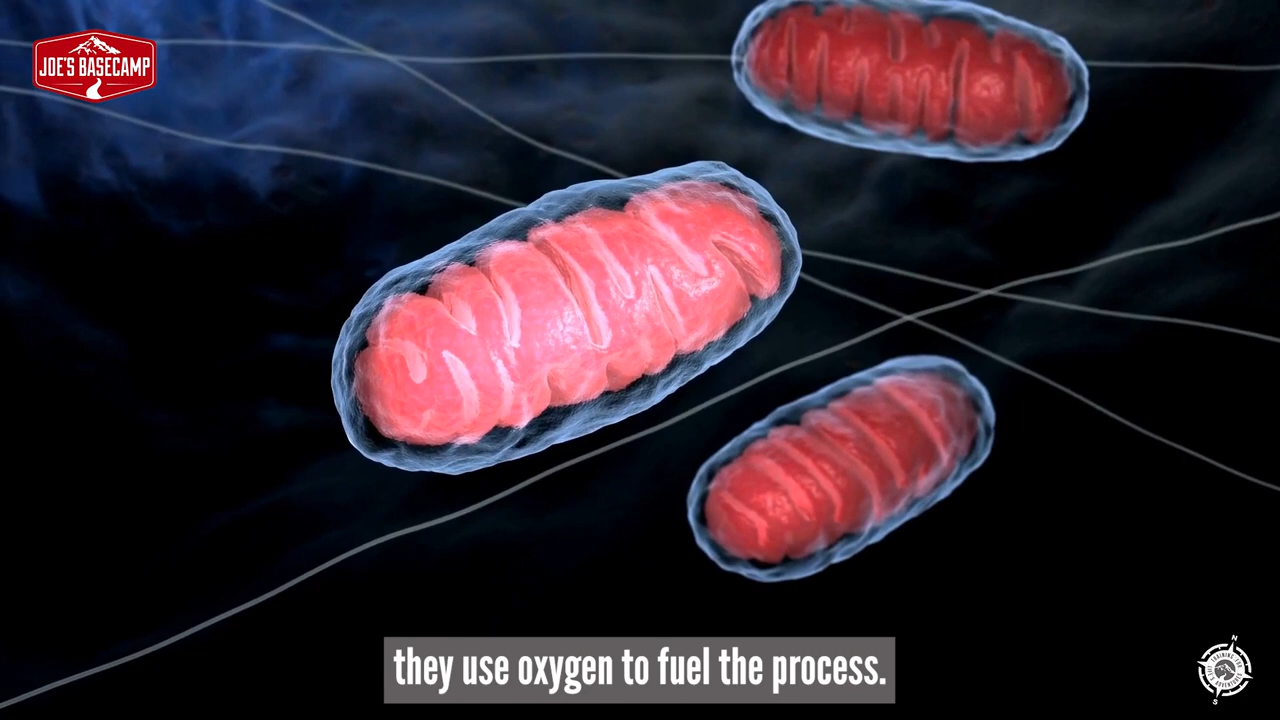 JOE'S BASECAMP
they use oxygen to fuel the process.
N
S